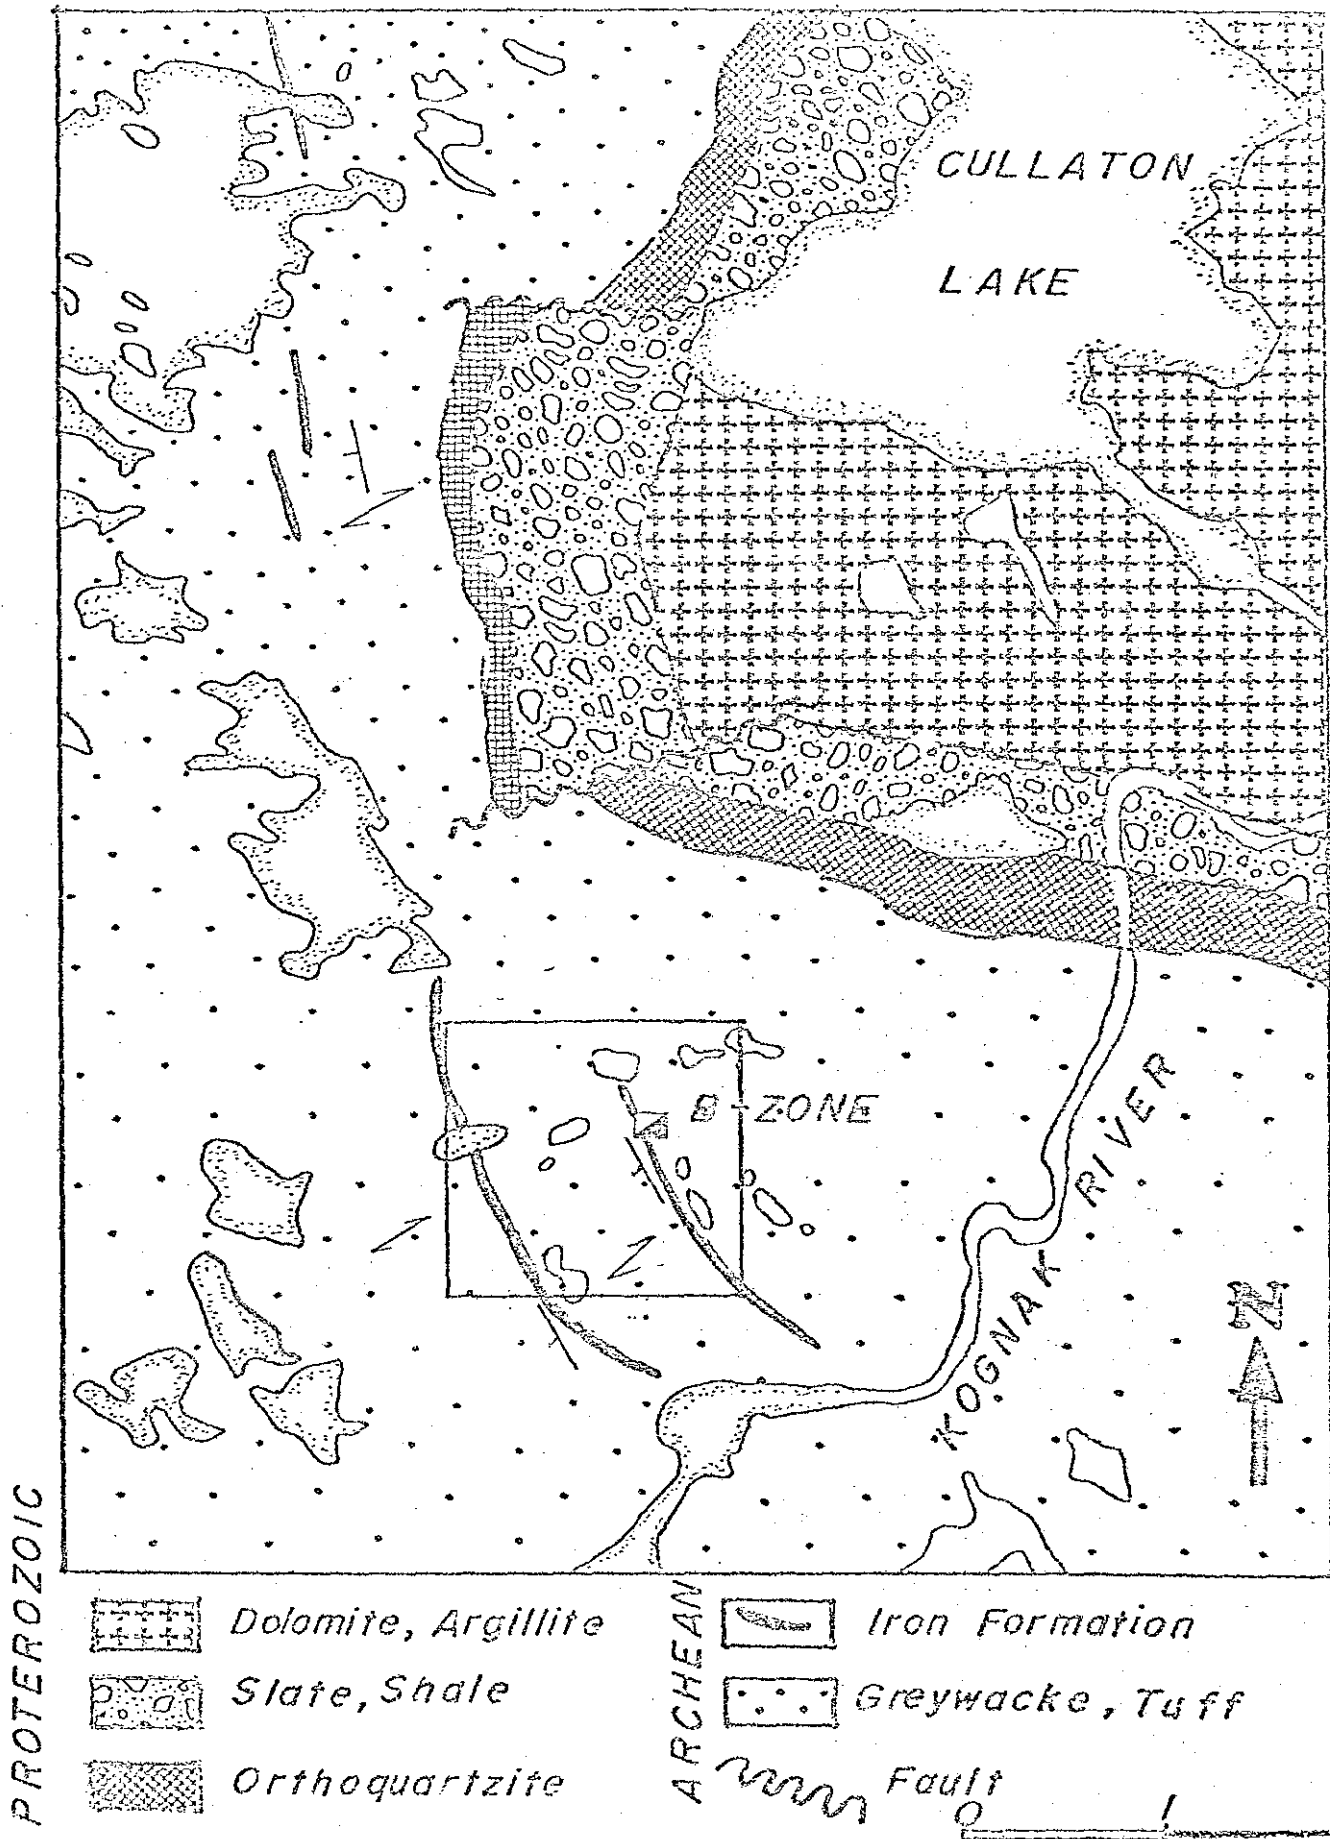 CULLATON
LAKE
B-ZONE
KOGNAK RIVER
N
PROTEROZOIC
Dolomite, Argillite
Slate, Shale
Orthoquartzite
ARCHEAN
Iron Formation
Greywacke, Tuff
Fault
0 1